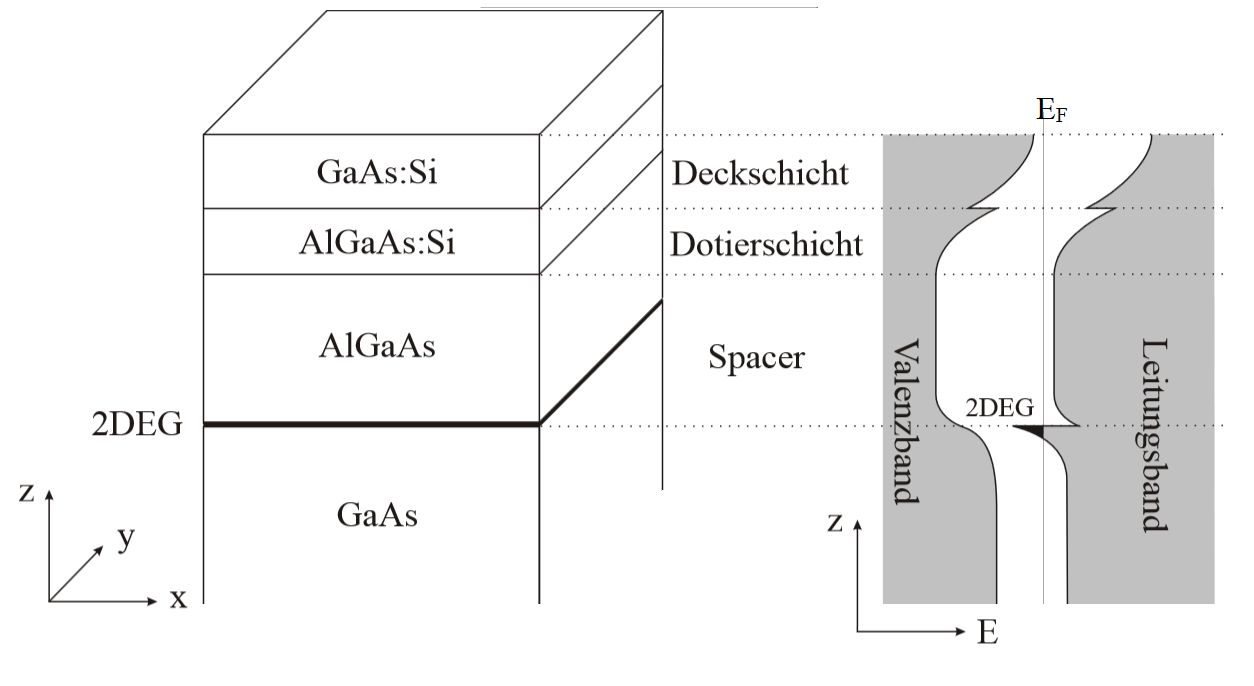 E_F
GaAs:Si
Deckschicht
AlGaAs:Si
Dotierschicht
AlGaAs
Spacer
Valenzband
Leitungsband
2DEG
2DEG
z
y
x
GaAs
z
E